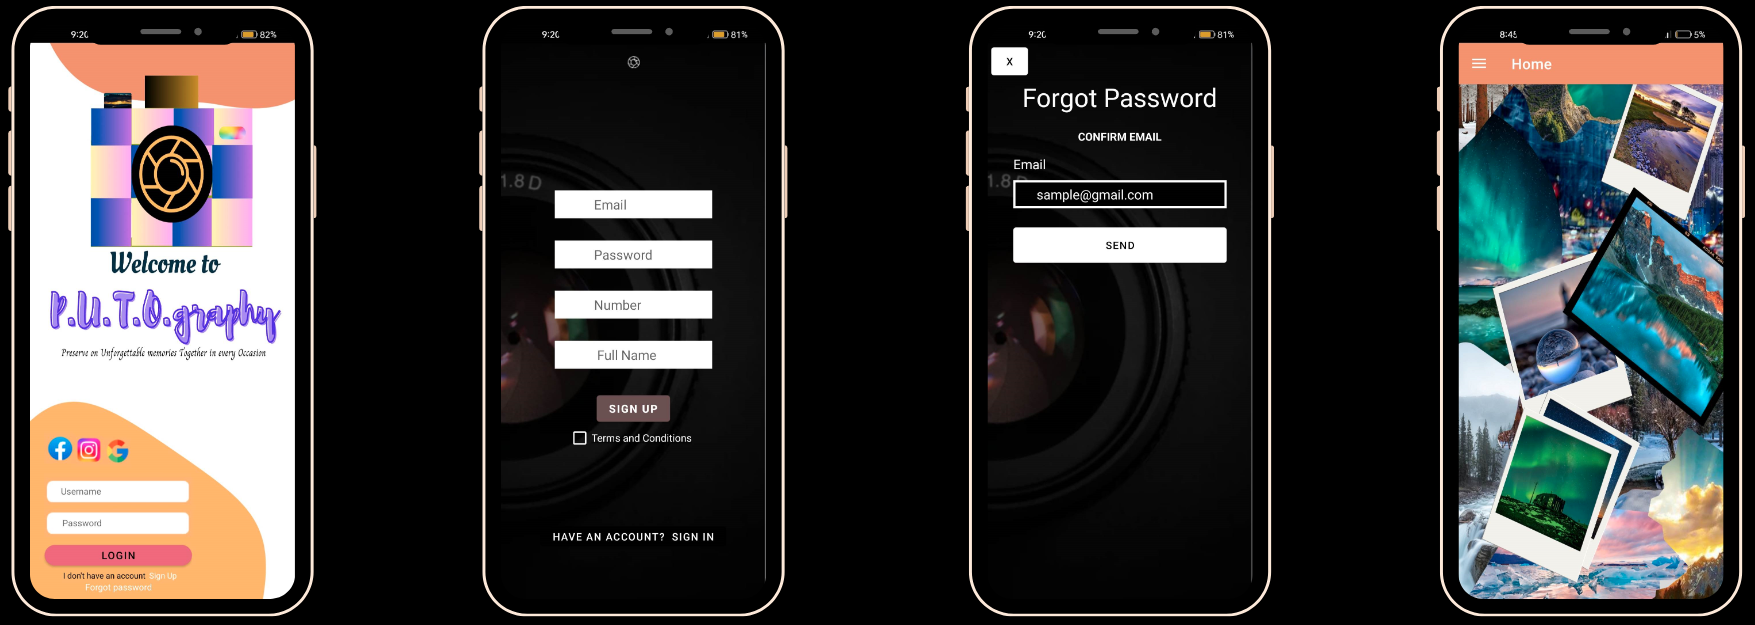 9:20
82%
Welcome to
P.U.T.O.graphy
Preserve on Unforgettable memories Together in every Occasion
Username
Password
LOGIN
I don't have an account Sign Up
Forgot password
9:20
81%
1.8 D
Email
Password
Number
Full Name
SIGN UP
Terms and Conditions
HAVE AN ACCOUNT? SIGN IN
9:20
81%
X
Forgot Password
CONFIRM EMAIL
Email
1.8
sample@gmail.com
SEND
8:45
5%
Home